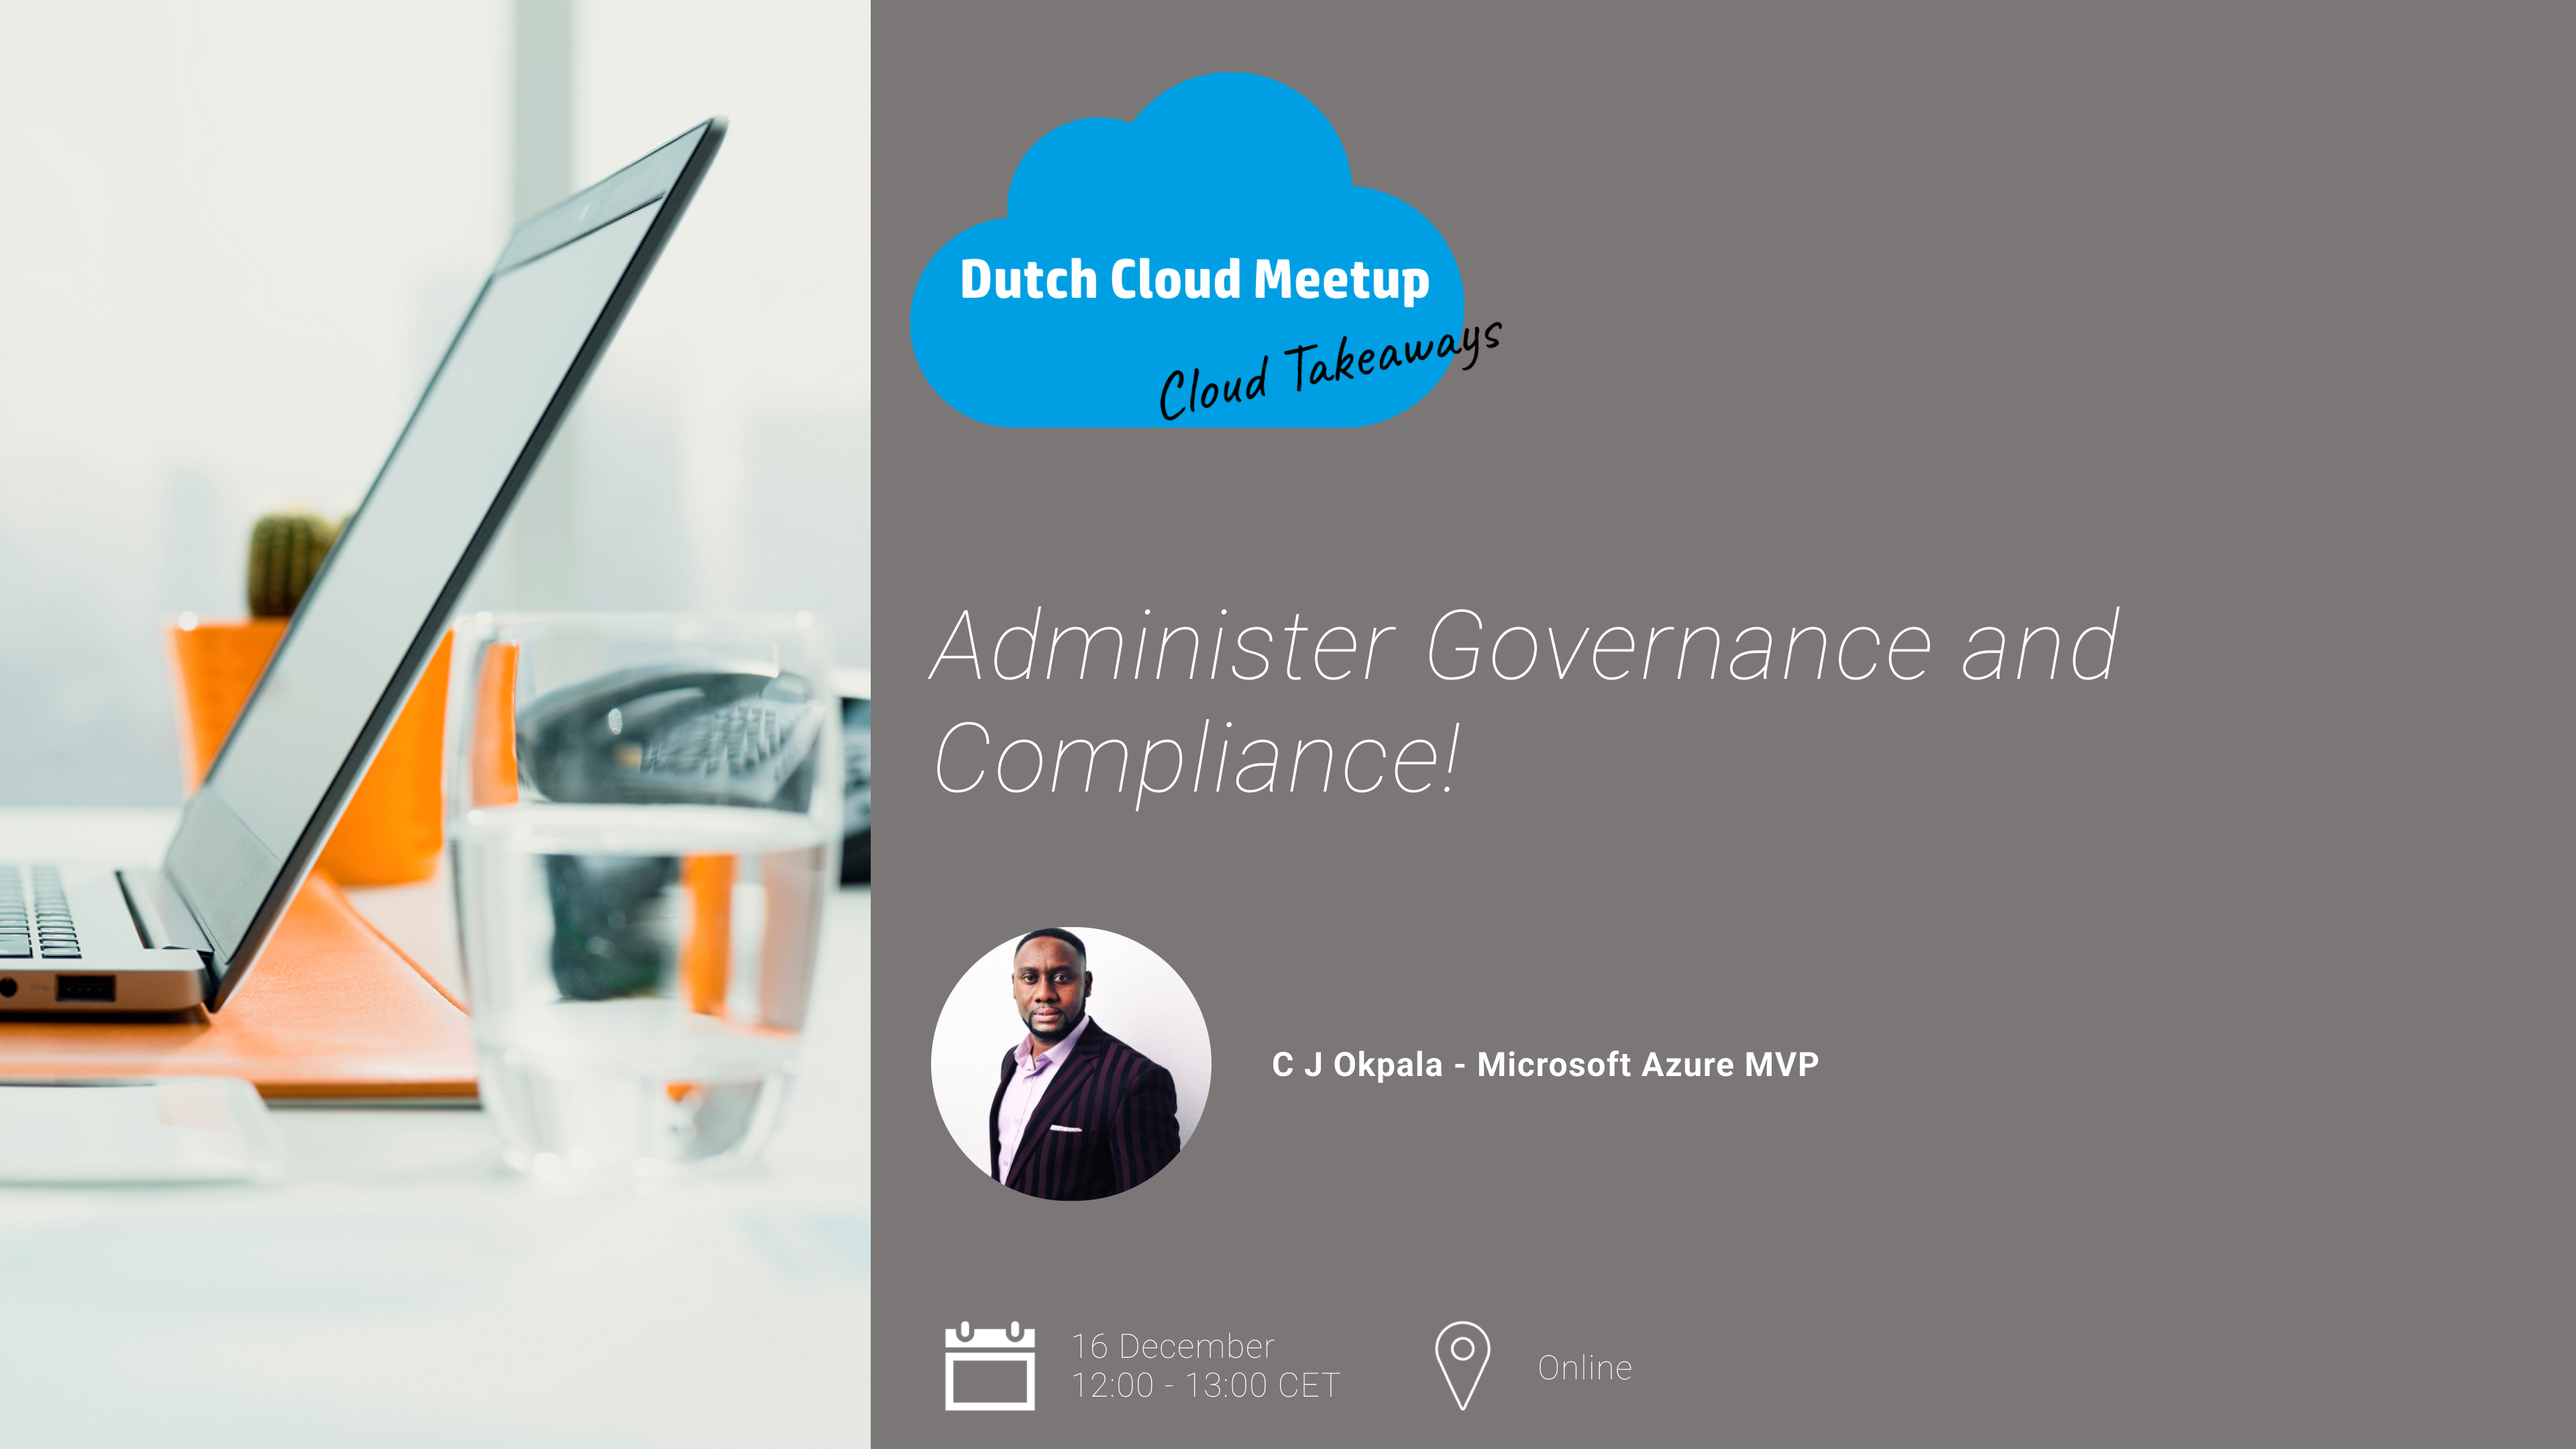 Dutch Cloud Meetup
Cloud Takeaways
Administer Governance and
Compliance!
C J Okpala - Microsoft Azure MVP
16 December
12:00 - 13:00 CET
Online